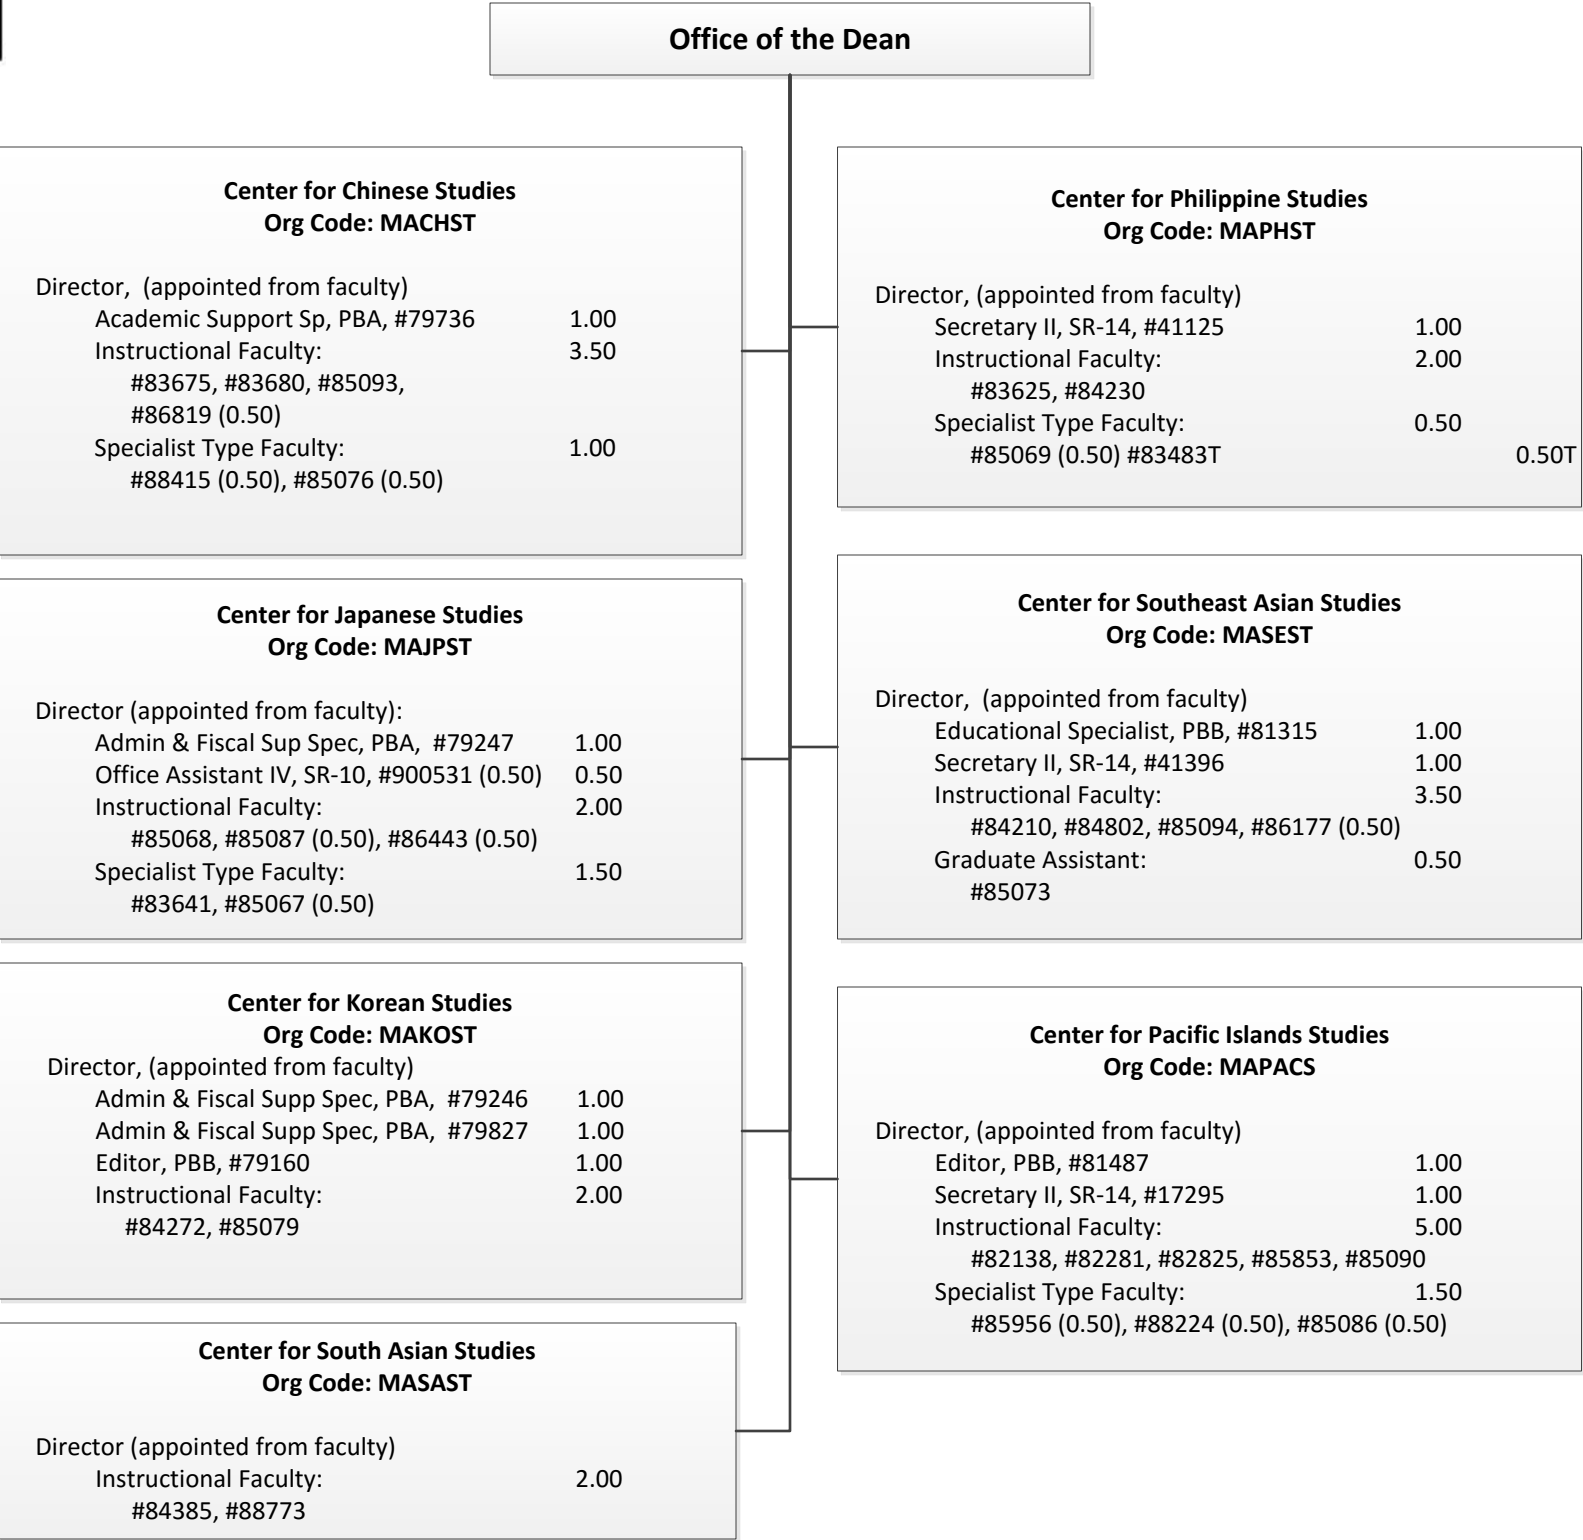 Office of the Dean
Center for Chinese Studies
Org Code: MACHST
Director, (appointed from faculty)
Academic Support Sp, PBA, #79736 1.00
Instructional Faculty: 3.50
#83675, #83680, #85093,
#86819 (0.50)
Specialist Type Faculty: 1.00
#88415 (0.50), #85076 (0.50)
Center for Japanese Studies
Org Code: MAJPST
Director (appointed from faculty):
Admin & Fiscal Sup Spec, PBA, #79247 1.00
Office Assistant IV, SR-10, #900531 (0.50) 0.50
Instructional Faculty: 2.00
#85068, #85087 (0.50), #86443 (0.50)
Specialist Type Faculty: 1.50
#83641, #85067 (0.50)
Center for Korean Studies
Org Code: MAKOST
Director, (appointed from faculty)
Admin & Fiscal Supp Spec, PBA, #79246 1.00
Admin & Fiscal Supp Spec, PBA, #79827 1.00
Editor, PBB, #79160 1.00
Instructional Faculty: 2.00
#84272, #85079
Center for South Asian Studies
Org Code: MASAST
Director (appointed from faculty)
Instructional Faculty: 2.00
#84385, #88773
Center for Philippine Studies
Org Code: MAPHST
Director, (appointed from faculty)
Secretary II, SR-14, #41125 1.00
Instructional Faculty: 2.00
#83625, #84230
Specialist Type Faculty: 0.50
#85069 (0.50) #83483T 0.50T
Center for Southeast Asian Studies
Org Code: MASEST
Director, (appointed from faculty)
Educational Specialist, PBB, #81315 1.00
Secretary II, SR-14, #41396 1.00
Instructional Faculty: 3.50
#84210, #84802, #85094, #86177 (0.50)
Graduate Assistant: 0.50
#85073
Center for Pacific Islands Studies
Org Code: MAPACS
Director, (appointed from faculty)
Editor, PBB, #81487 1.00
Secretary II, SR-14, #17295 1.00
Instructional Faculty: 5.00
#82138, #82281, #82825, #85853, #85090
Specialist Type Faculty: 1.50
#85956 (0.50), #88224 (0.50), #85086 (0.50)